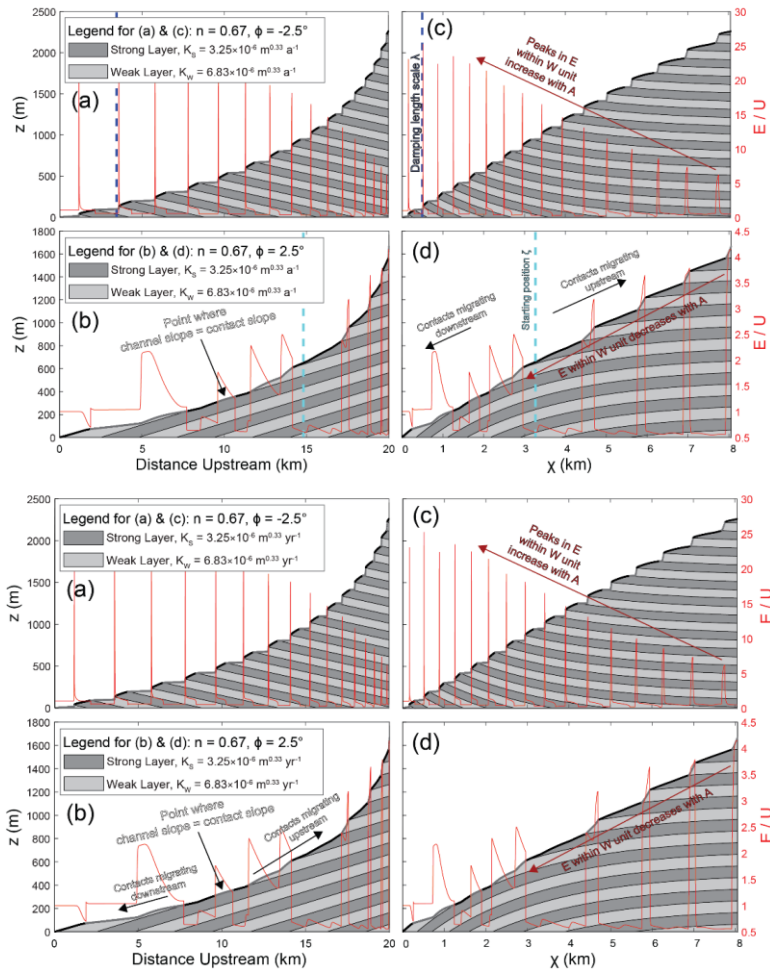 Legend for (a) & (c): n = 0.67, ϕ = -2.5°
Strong Layer, K_S = 3.25×10⁻⁶ m^0.33 a⁻¹
Weak Layer, K_W = 6.83×10⁻⁶ m^0.33 a⁻¹
(a)
z (m)
2500
2000
1500
1000
500
0
(c)
Damping length scale λ
Peaks in E
within W unit
increase with A
30
25
20
15
10
5
0
E / U
Legend for (b) & (d): n = 0.67, ϕ = 2.5°
Strong Layer, K_S = 3.25×10⁻⁶ m^0.33 a⁻¹
Weak Layer, K_W = 6.83×10⁻⁶ m^0.33 a⁻¹
(b)
Point where
channel slope = contact slope
z (m)
1800
1600
1400
1200
1000
800
600
400
200
0
0 5 10 15 20
Distance Upstream (km)
(d)
Starting position ζ
Contacts migrating
upstream
Contacts migrating
downstream
E within W unit decreases with A
4.5
4
3.5
3
2.5
2
1.5
1
0.5
E / U
0 1 2 3 4 5 6 7 8
χ (km)
Legend for (a) & (c): n = 0.67, ϕ = -2.5°
Strong Layer, K_S = 3.25×10⁻⁶ m^0.33 yr⁻¹
Weak Layer, K_W = 6.83×10⁻⁶ m^0.33 yr⁻¹
(a)
z (m)
2500
2000
1500
1000
500
0
(c)
Peaks in E
within W unit
increase with A
30
25
20
15
10
5
0
E / U
Legend for (b) & (d): n = 0.67, ϕ = 2.5°
Strong Layer, K_S = 3.25×10⁻⁶ m^0.33 yr⁻¹
Weak Layer, K_W = 6.83×10⁻⁶ m^0.33 yr⁻¹
(b)
Point where
channel slope = contact slope
Contacts migrating
upstream
Contacts migrating
downstream
z (m)
1800
1600
1400
1200
1000
800
600
400
200
0
0 5 10 15 20
Distance Upstream (km)
(d)
E within W unit decreases with A
4.5
4
3.5
3
2.5
2
1.5
1
0.5
E / U
0 1 2 3 4 5 6 7 8
χ (km)